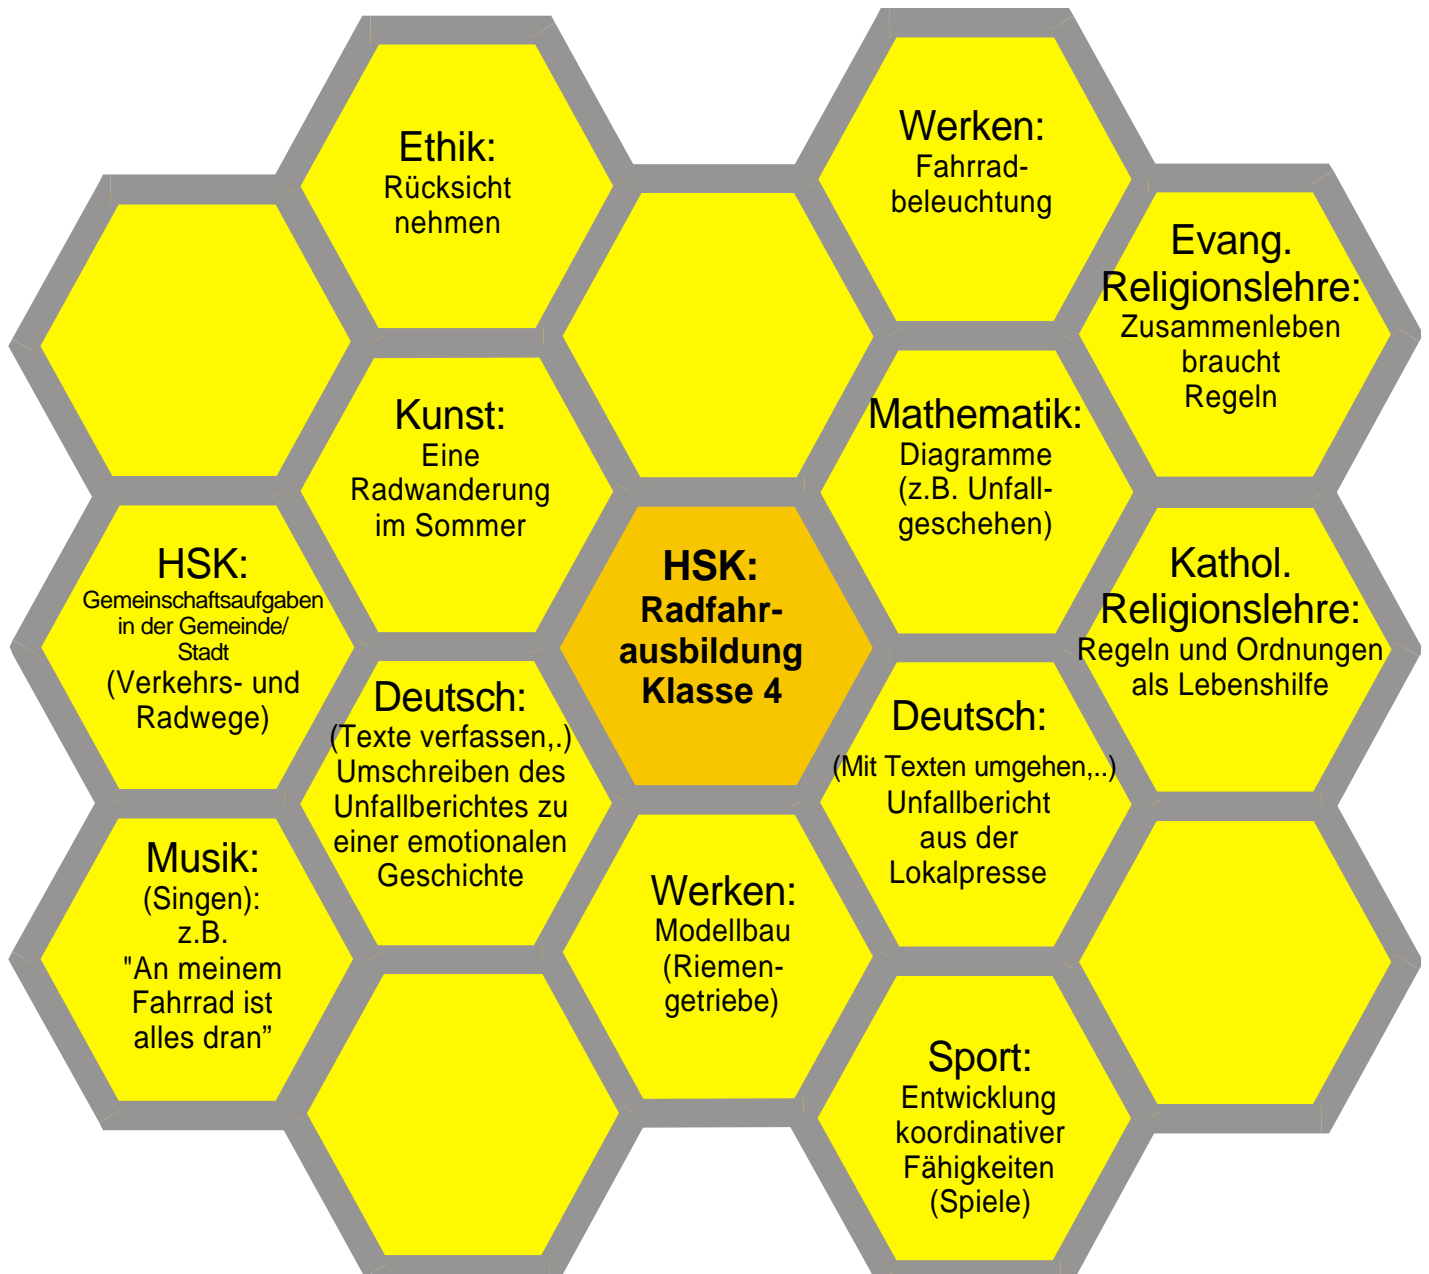 Ethik:
Rücksicht
nehmen
Werken:
Fahrrad-
beleuchtung
Evang.
Religionslehre:
Zusammenleben
braucht
Regeln
Kunst:
Eine
Radwanderung
im Sommer
Mathematik:
Diagramme
(z.B. Unfall-
geschehen)
HSK:
Gemeinschaftsaufgaben
in der Gemeinde/
Stadt
(Verkehrs- und
Radwege)
HSK:
Radfahr-
ausbildung
Klasse 4
Kathol.
Religionslehre:
Regeln und Ordnungen
als Lebenshilfe
Deutsch:
(Texte verfassen,.)
Umschreiben des
Unfallberichtes zu
einer emotionalen
Geschichte
Deutsch:
(Mit Texten umgehen,..)
Unfallbericht
aus der
Lokalpresse
Musik:
(Singen):
z.B.
"An meinem
Fahrrad ist
alles dran”
Werken:
Modellbau
(Riemen-
getriebe)
Sport:
Entwicklung
koordinativer
Fähigkeiten
(Spiele)